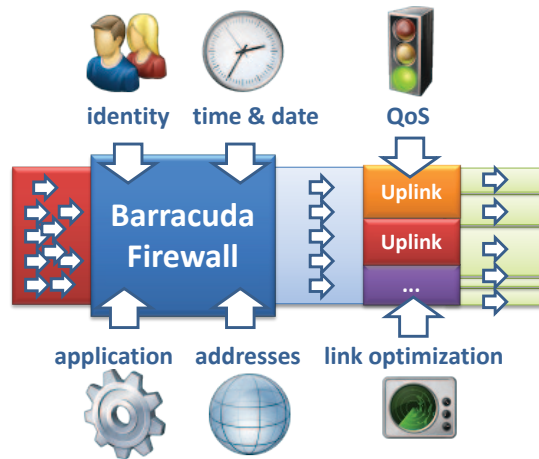 identity time & date QoS
Barracuda
Firewall
Uplink
Uplink
...
application addresses link optimization